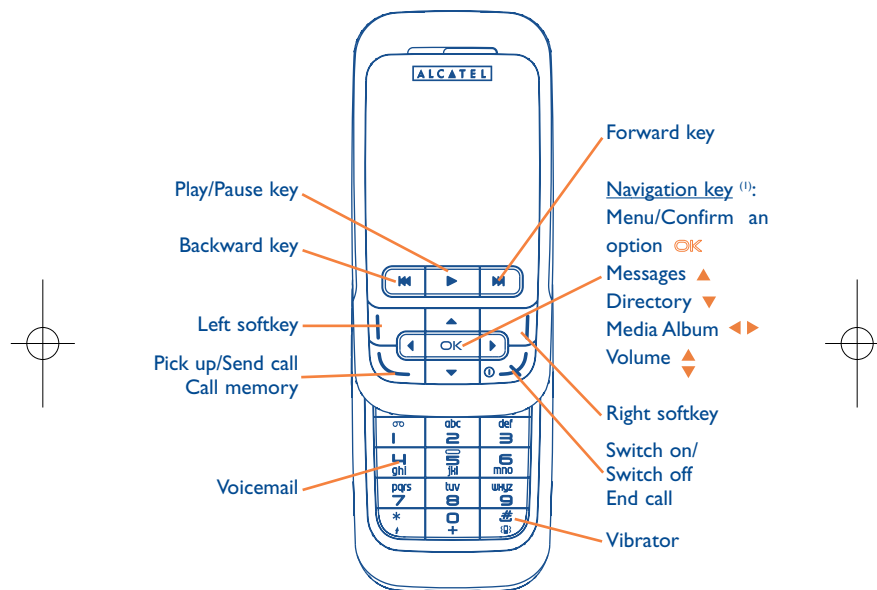 ALCATEL
Forward key
Play/Pause key
Navigation key (1):
Menu/Confirm an
option OK
Backward key
Messages
Directory
Left softkey
Media Album
OK
Volume
Pick up/Send call
Call memory
Right softkey
abc def
1 2 3
Switch on/
Switch off
End call
4 5 6
ghi jkl mno
Voicemail
pqrs tuv wxyz
7 8 9
* 0 #
+
Vibrator